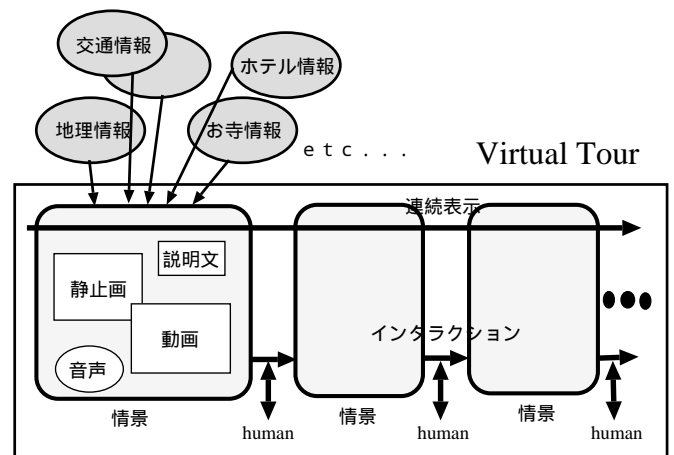 交通情報
ホテル情報
地理情報
お寺情報
etc...
Virtual Tour
連続表示
説明文
静止画
動画
音声
インタラクション
情景
情景
情景
human
human
human